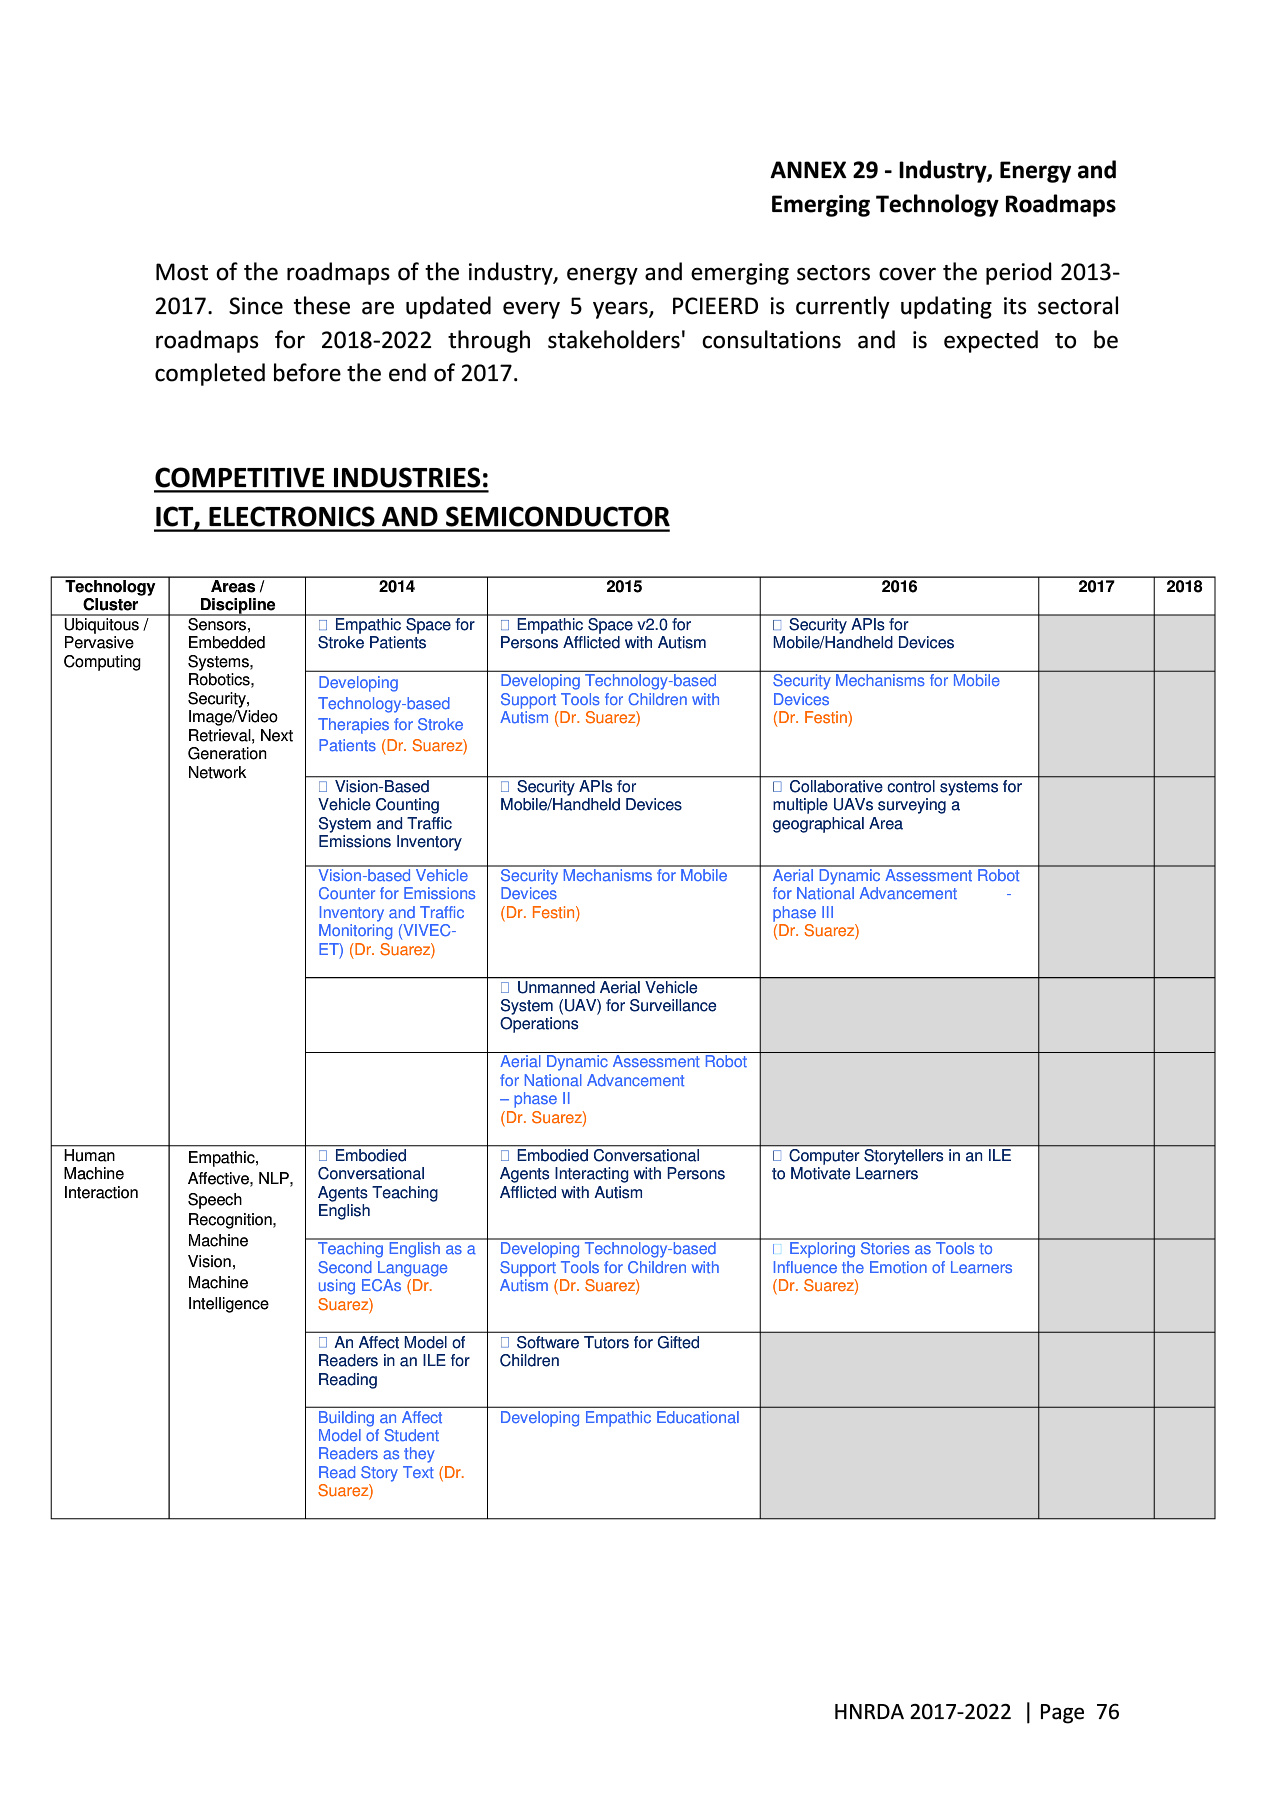 ANNEX 29 - Industry, Energy and
Emerging Technology Roadmaps
Most of the roadmaps of the industry, energy and emerging sectors cover the period 2013-
2017. Since these are updated every 5 years, PCIEERD is currently updating its sectoral
roadmaps for 2018-2022 through stakeholders' consultations and is expected to be
completed before the end of 2017.
COMPETITIVE INDUSTRIES:
ICT, ELECTRONICS AND SEMICONDUCTOR
Technology
Cluster
Areas /
Discipline
2014
2015
2016
2017
2018
Ubiquitous /
Pervasive
Computing
Sensors,
Embedded
Systems,
Robotics,
Security,
Image/Video
Retrieval, Next
Generation
Network
Empathic Space for
Stroke Patients
Empathic Space v2.0 for
Persons Afflicted with Autism
Security APIs for
Mobile/Handheld Devices
Developing
Technology-based
Therapies for Stroke
Patients (Dr. Suarez)
Developing Technology-based
Support Tools for Children with
Autism (Dr. Suarez)
Security Mechanisms for Mobile
Devices
(Dr. Festin)
Vision-Based
Vehicle Counting
System and Traffic
Emissions Inventory
Security APIs for
Mobile/Handheld Devices
Collaborative control systems for
multiple UAVs surveying a
geographical Area
Vision-based Vehicle
Counter for Emissions
Inventory and Traffic
Monitoring (VIVEC-
ET) (Dr. Suarez)
Security Mechanisms for Mobile
Devices
(Dr. Festin)
Aerial Dynamic Assessment Robot
for National Advancement -
phase III
(Dr. Suarez)
Unmanned Aerial Vehicle
System (UAV) for Surveillance
Operations
Aerial Dynamic Assessment Robot
for National Advancement
– phase II
(Dr. Suarez)
Human
Machine
Interaction
Empathic,
Affective, NLP,
Speech
Recognition,
Machine
Vision,
Machine
Intelligence
Embodied
Conversational
Agents Teaching
English
Embodied Conversational
Agents Interacting with Persons
Afflicted with Autism
Computer Storytellers in an ILE
to Motivate Learners
Teaching English as a
Second Language
using ECAs (Dr.
Suarez)
Developing Technology-based
Support Tools for Children with
Autism (Dr. Suarez)
Exploring Stories as Tools to
Influence the Emotion of Learners
(Dr. Suarez)
An Affect Model of
Readers in an ILE for
Reading
Software Tutors for Gifted
Children
Building an Affect
Model of Student
Readers as they
Read Story Text (Dr.
Suarez)
Developing Empathic Educational
HNRDA 2017-2022 | Page 76